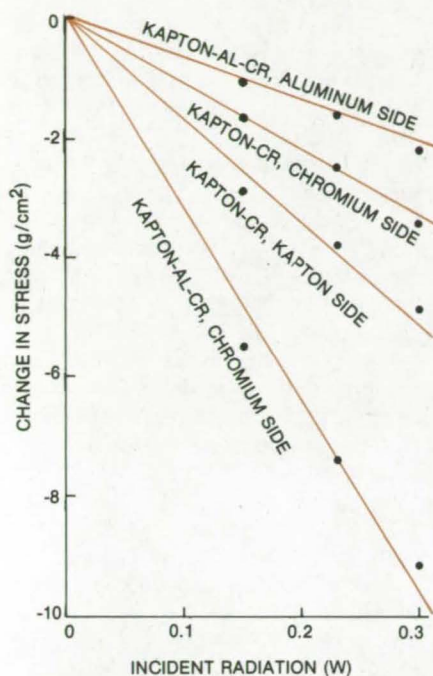 0
-2
-4
-6
-8
-10
CHANGE IN STRESS (g/cm²)
KAPTON-AL-CR, ALUMINUM SIDE
KAPTON-CR, CHROMIUM SIDE
KAPTON-CR, KAPTON SIDE
KAPTON-AL-CR, CHROMIUM SIDE
0 0.1 0.2 0.3
INCIDENT RADIATION (W)